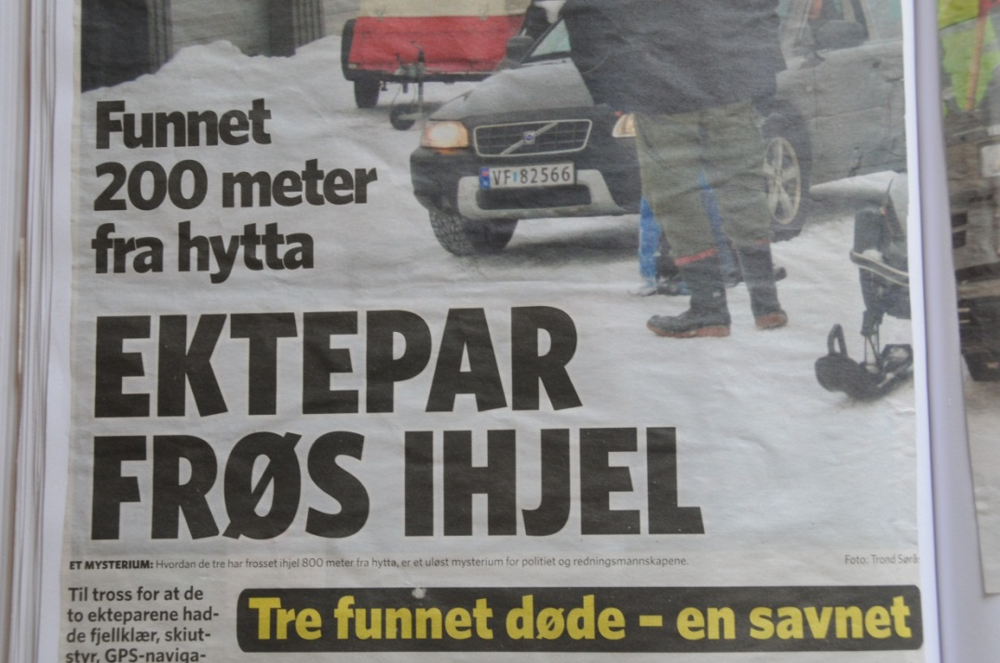 VF 82566
Funnet
200 meter
fra hytta
EKTEPAR
FRØS IHJEL
ET MYSTERIUM: Hvordan de tre har frosset ihjel 800 meter fra hytta, er et uløst mysterium for politiet og redningsmannskapene.
Foto: Trond Sørås
Til tross for at de
to ekteparene had-
de fjellklær, skiut-
styr, GPS-naviga-
Tre funnet døde – en savnet